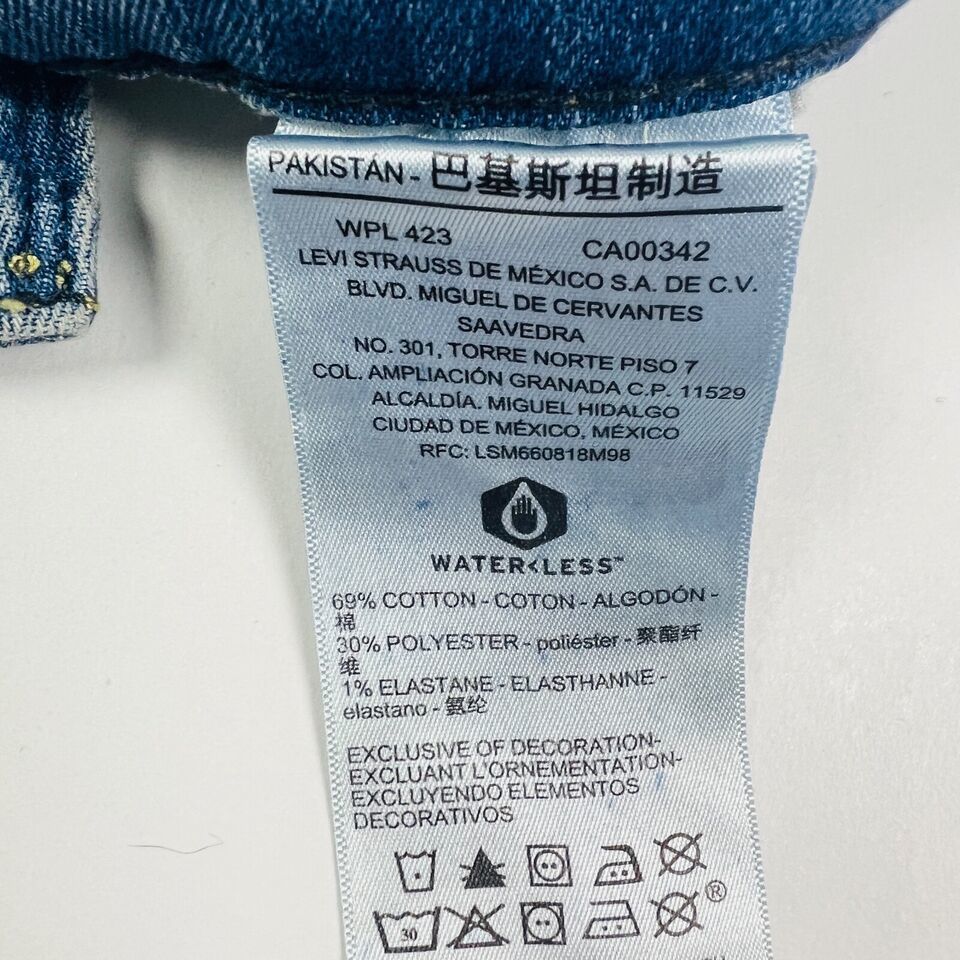 PAKISTAN - 巴基斯坦制造
WPL 423 CA00342
LEVI STRAUSS DE MÉXICO S.A. DE C.V.
BLVD. MIGUEL DE CERVANTES
SAAVEDRA
NO. 301, TORRE NORTE PISO 7
COL. AMPLIACIÓN GRANADA C.P. 11529
ALCALDÍA. MIGUEL HIDALGO
CIUDAD DE MÉXICO, MÉXICO
RFC: LSM660818M98
WATER<LESS™
69% COTTON - COTON - ALGODÓN -
棉
30% POLYESTER - poliéster - 聚酯纤
维
1% ELASTANE - ELASTHANNE -
elastano - 氨纶
EXCLUSIVE OF DECORATION-
EXCLUANT L'ORNEMENTATION-
EXCLUYENDO ELEMENTOS
DECORATIVOS
®
30